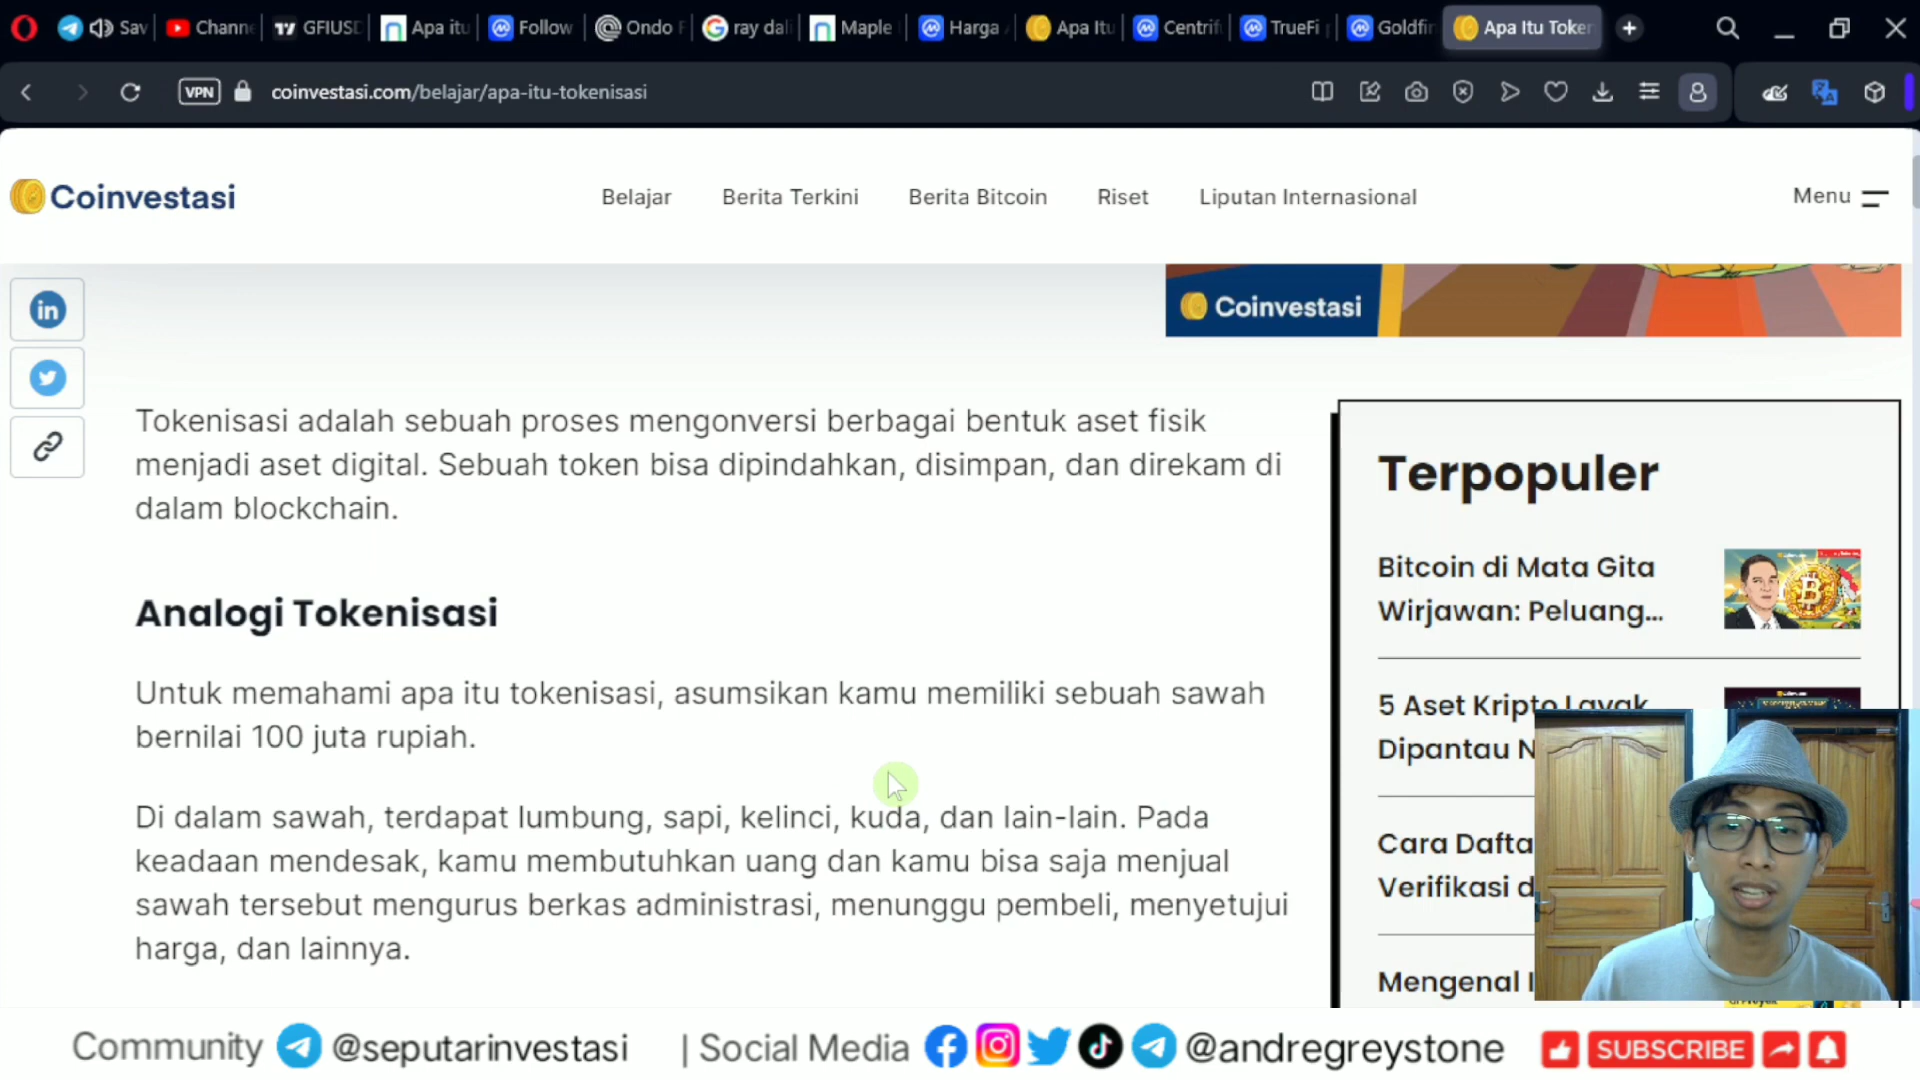 Sav
Chann
GFIUSD
Apa itu
Follow
Ondo F
ray dali
Maple
Harga
Apa Itu
Centrif
TrueFi
Goldfin
Apa Itu Token
VPN
coinvestasi.com/belajar/apa-itu-tokenisasi
Coinvestasi
Belajar
Berita Terkini
Berita Bitcoin
Riset
Liputan Internasional
Menu
Coinvestasi
Tokenisasi adalah sebuah proses mengonversi berbagai bentuk aset fisik
menjadi aset digital. Sebuah token bisa dipindahkan, disimpan, dan direkam di
dalam blockchain.
Analogi Tokenisasi
Untuk memahami apa itu tokenisasi, asumsikan kamu memiliki sebuah sawah
bernilai 100 juta rupiah.
Di dalam sawah, terdapat lumbung, sapi, kelinci, kuda, dan lain-lain. Pada
keadaan mendesak, kamu membutuhkan uang dan kamu bisa saja menjual
sawah tersebut mengurus berkas administrasi, menunggu pembeli, menyetujui
harga, dan lainnya.
Terpopuler
Bitcoin di Mata Gita
Wirjawan: Peluang...
5 Aset Kripto Layak
Dipantau N
Cara Dafta
Verifikasi d
Mengenal I
Community @seputarinvestasi | Social Media @andregreystone SUBSCRIBE